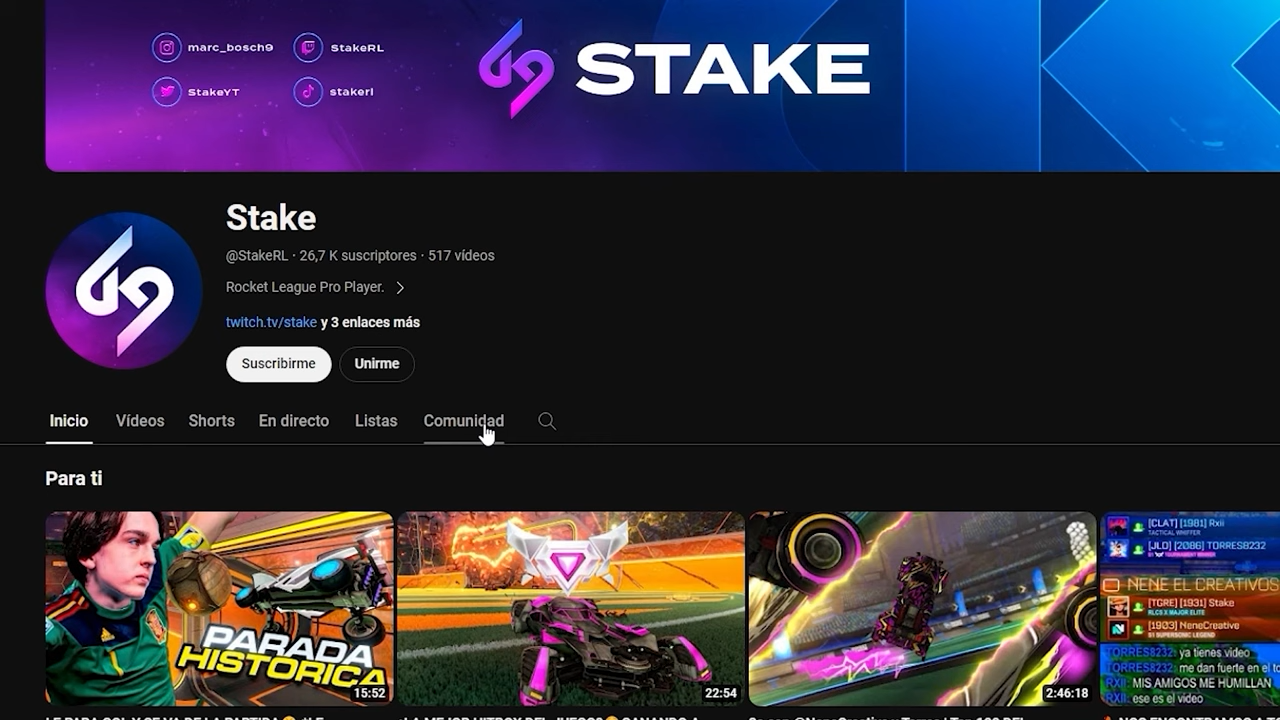 marc_bosch9
StakeRL
StakeYT
stakerl
STAKE
Stake
@StakeRL · 26,7 K suscriptores · 517 vídeos
Rocket League Pro Player.
twitch.tv/stake y 3 enlaces más
Suscribirme
Unirme
Inicio
Vídeos
Shorts
En directo
Listas
Comunidad
Para ti
PARADA
HISTORICA
15:52
22:54
2:46:18
[CLAT] [1981] Rxii
TACTICAL WHIFFER
[JLD] [2086] TORRES8232
NENE EL CREATIVOS
[TGRE] [1931] Stake
RLCS X MAJOR ELITE
[1903] NeneCreative
S1 SUPERSONIC LEGEND
TORRES8232: ya tienes video
TORRES8232: me dan fuerte en el
RXII: MIS AMIGOS ME HUMILLAN
RXII: ese es el video